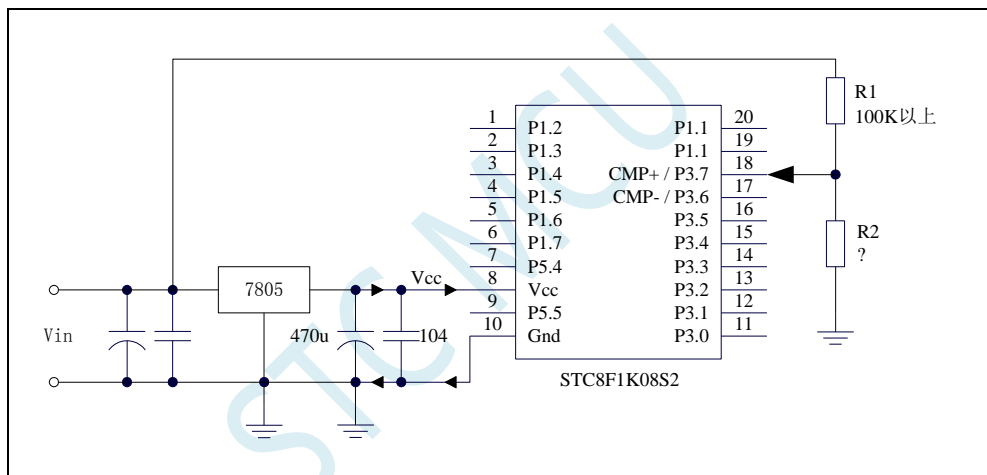 R1
100K以上
R2
?
1 P1.2
2 P1.3
3 P1.4
4 P1.5
5 P1.6
6 P1.7
7 P5.4
8 Vcc
9 P5.5
10 Gnd
P1.1 20
P1.1 19
CMP+ / P3.7 18
CMP- / P3.6 17
P3.5 16
P3.4 15
P3.3 14
P3.2 13
P3.1 12
P3.0 11
STC8F1K08S2
Vin
7805
Vcc
470u
104
STC MCU